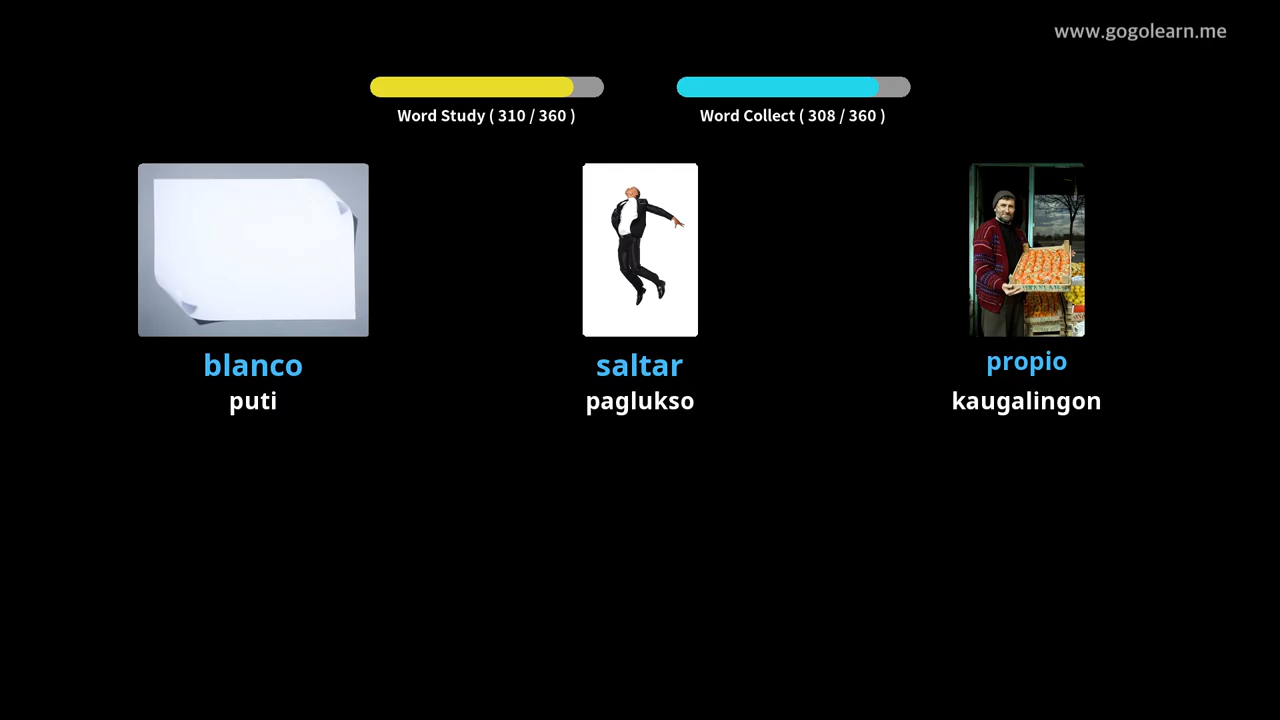 www.gogolearn.me
Word Study ( 310 / 360 )
Word Collect ( 308 / 360 )
blanco
puti
saltar
paglukso
propio
kaugalingon